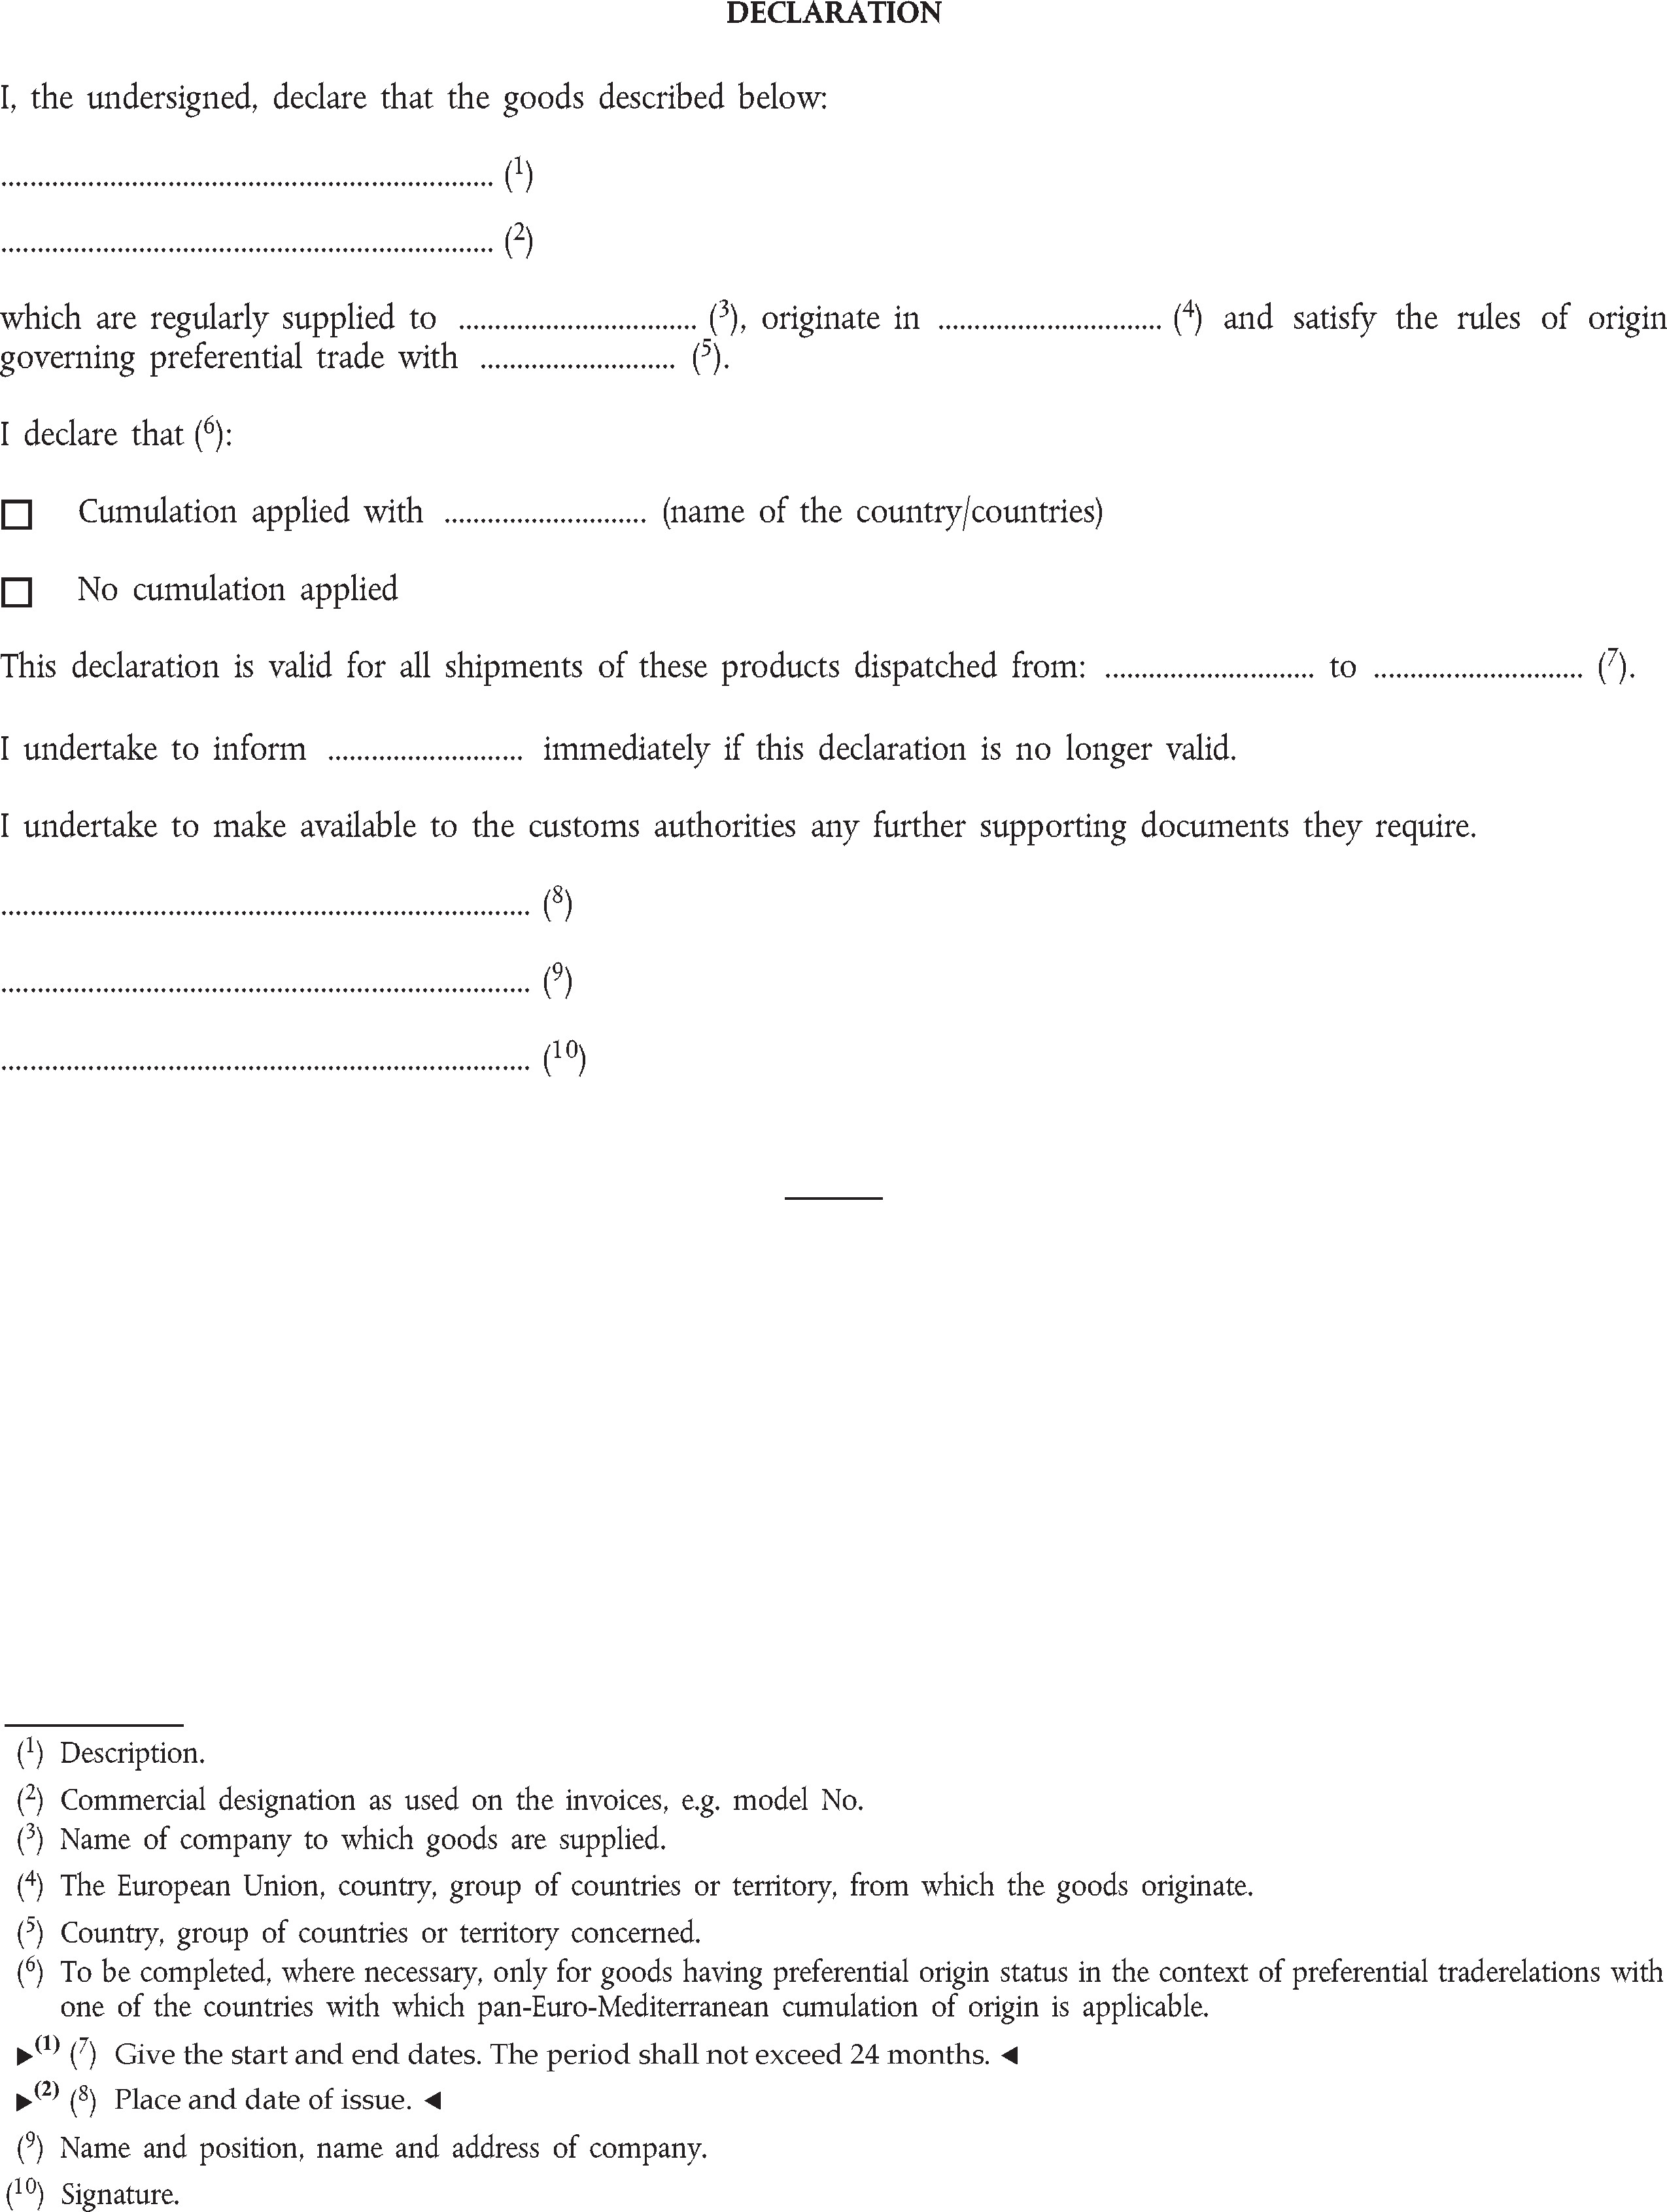 DECLARATION
I, the undersigned, declare that the goods described below:
.................................................................... (1)
.................................................................... (2)
which are regularly supplied to ................................. (3), originate in ............................... (4) and satisfy the rules of origin
governing preferential trade with ........................... (5).
I declare that (6):
☐ Cumulation applied with ............................ (name of the country/countries)
☐ No cumulation applied
This declaration is valid for all shipments of these products dispatched from: ............................. to ............................. (7).
I undertake to inform ........................... immediately if this declaration is no longer valid.
I undertake to make available to the customs authorities any further supporting documents they require.
......................................................................... (8)
......................................................................... (9)
......................................................................... (10)
(1) Description.
(2) Commercial designation as used on the invoices, e.g. model No.
(3) Name of company to which goods are supplied.
(4) The European Union, country, group of countries or territory, from which the goods originate.
(5) Country, group of countries or territory concerned.
(6) To be completed, where necessary, only for goods having preferential origin status in the context of preferential traderelations with
one of the countries with which pan-Euro-Mediterranean cumulation of origin is applicable.
►(1) (7) Give the start and end dates. The period shall not exceed 24 months. ◄
►(2) (8) Place and date of issue. ◄
(9) Name and position, name and address of company.
(10) Signature.